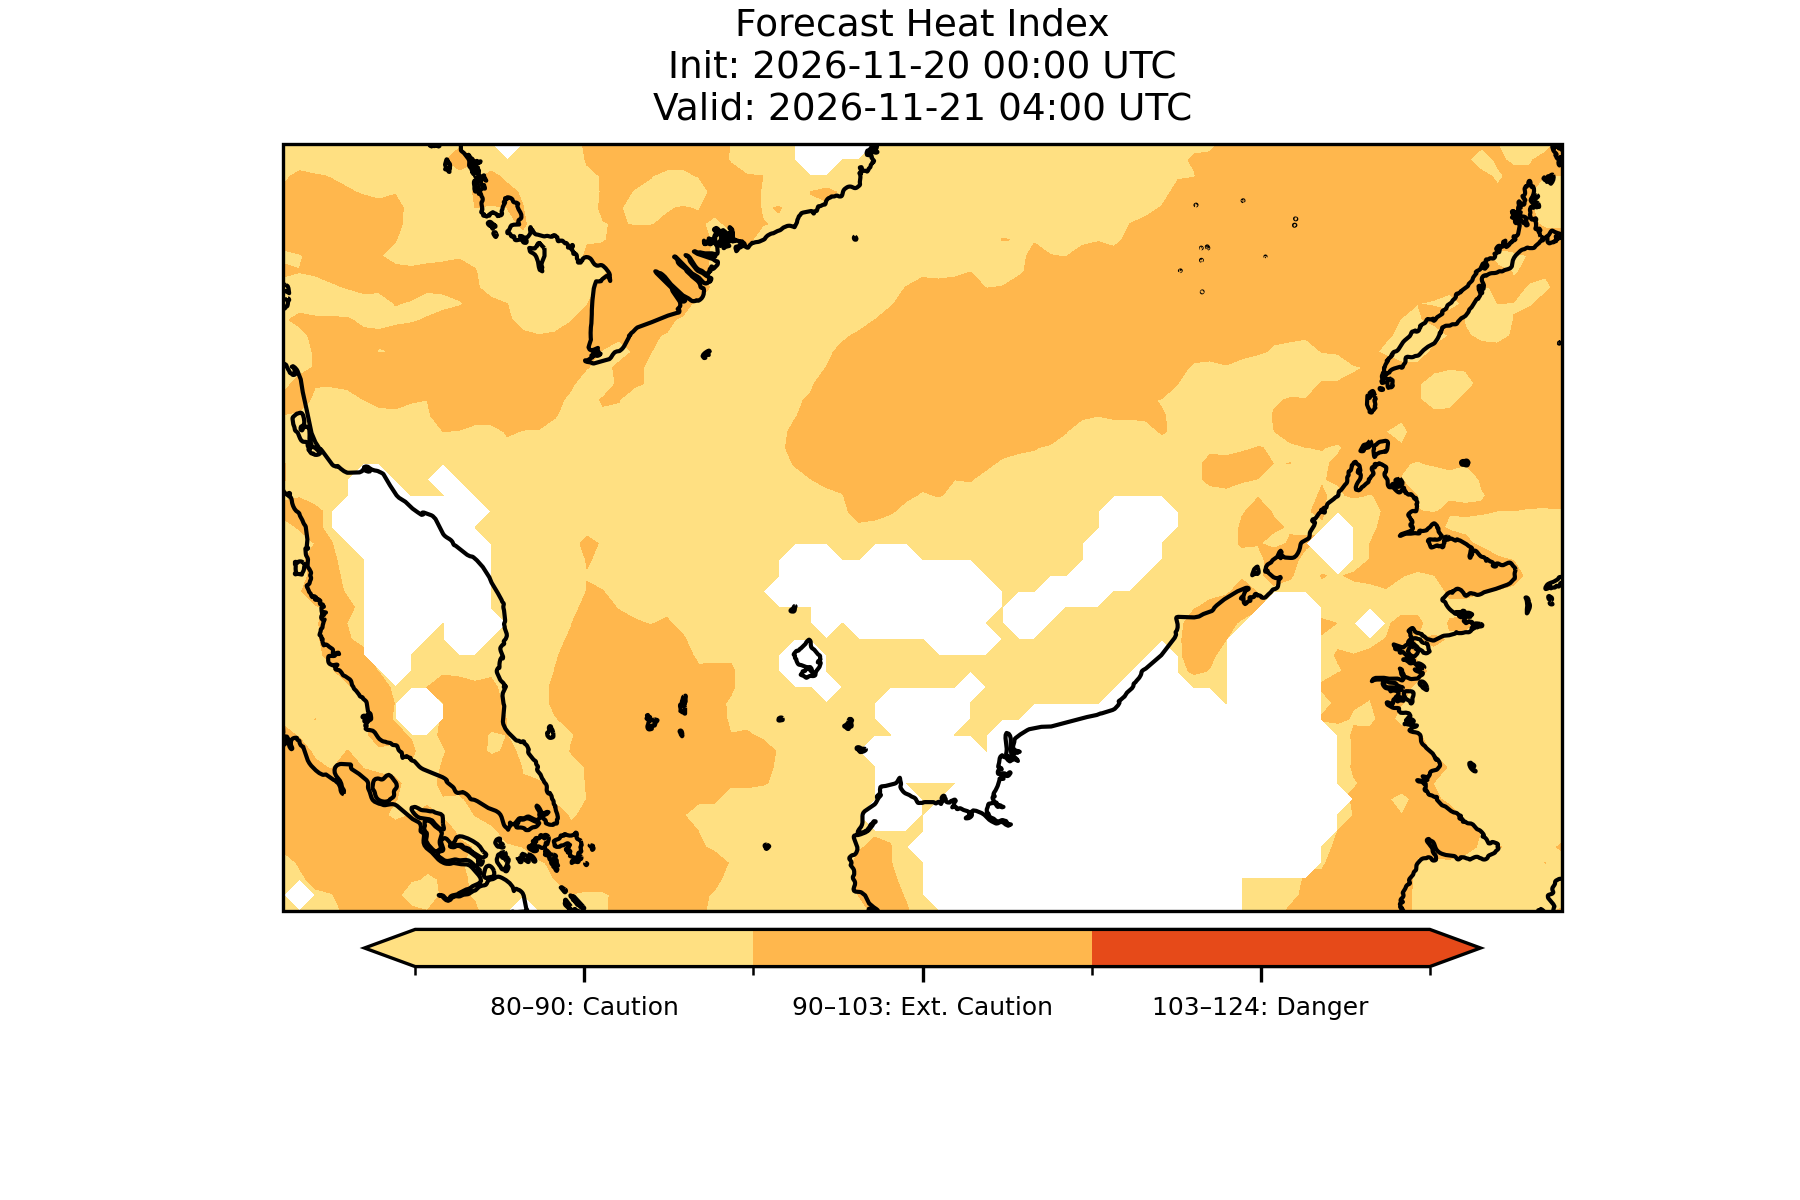 Forecast Heat Index
Init: 2026-11-20 00:00 UTC
Valid: 2026-11-21 04:00 UTC
80–90: Caution
90–103: Ext. Caution
103–124: Danger